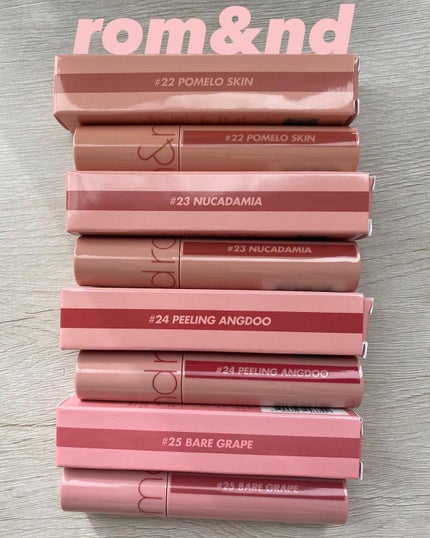 rom&nd
#22 POMELO SKIN
#22 POMELO SKIN
#23 NUCADAMIA
#23 NUCADAMIA
#24 PEELING ANGDOO
#24 PEELING ANGDOO
#25 BARE GRAPE
#25 BARE GRAPE